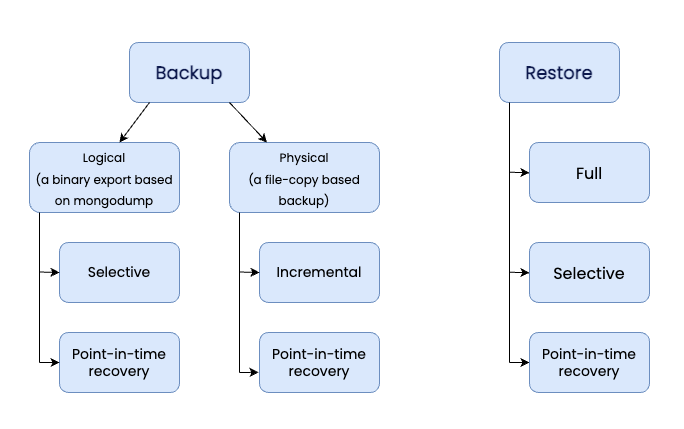 Backup
Restore
Logical
(a binary export based
on mongodump
Physical
(a file-copy based
backup)
Full
Selective
Incremental
Selective
Point-in-time
recovery
Point-in-time
recovery
Point-in-time
recovery